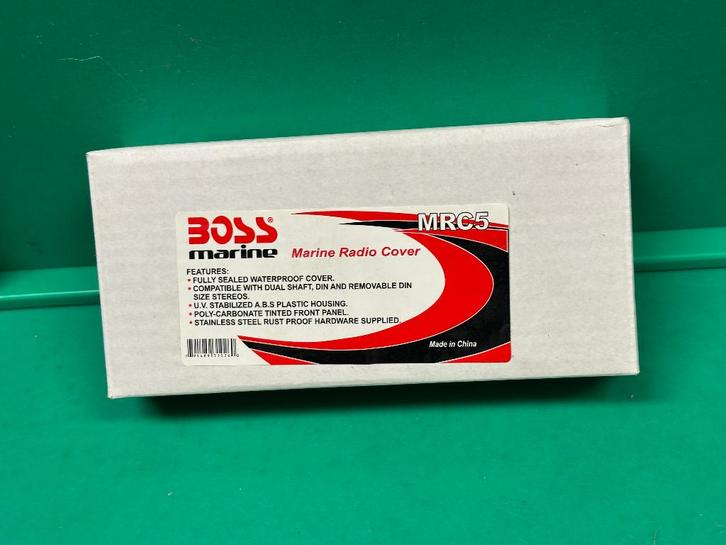 BOSS®
marine
Marine Radio Cover
MRC5
FEATURES:
• FULLY SEALED WATERPROOF COVER.
• COMPATIBLE WITH DUAL SHAFT, DIN AND REMOVABLE DIN
SIZE STEREOS.
• U.V. STABILIZED A.B.S PLASTIC HOUSING.
• POLY-CARBONATE TINTED FRONT PANEL.
• STAINLESS STEEL RUST PROOF HARDWARE SUPPLIED.
Made in China